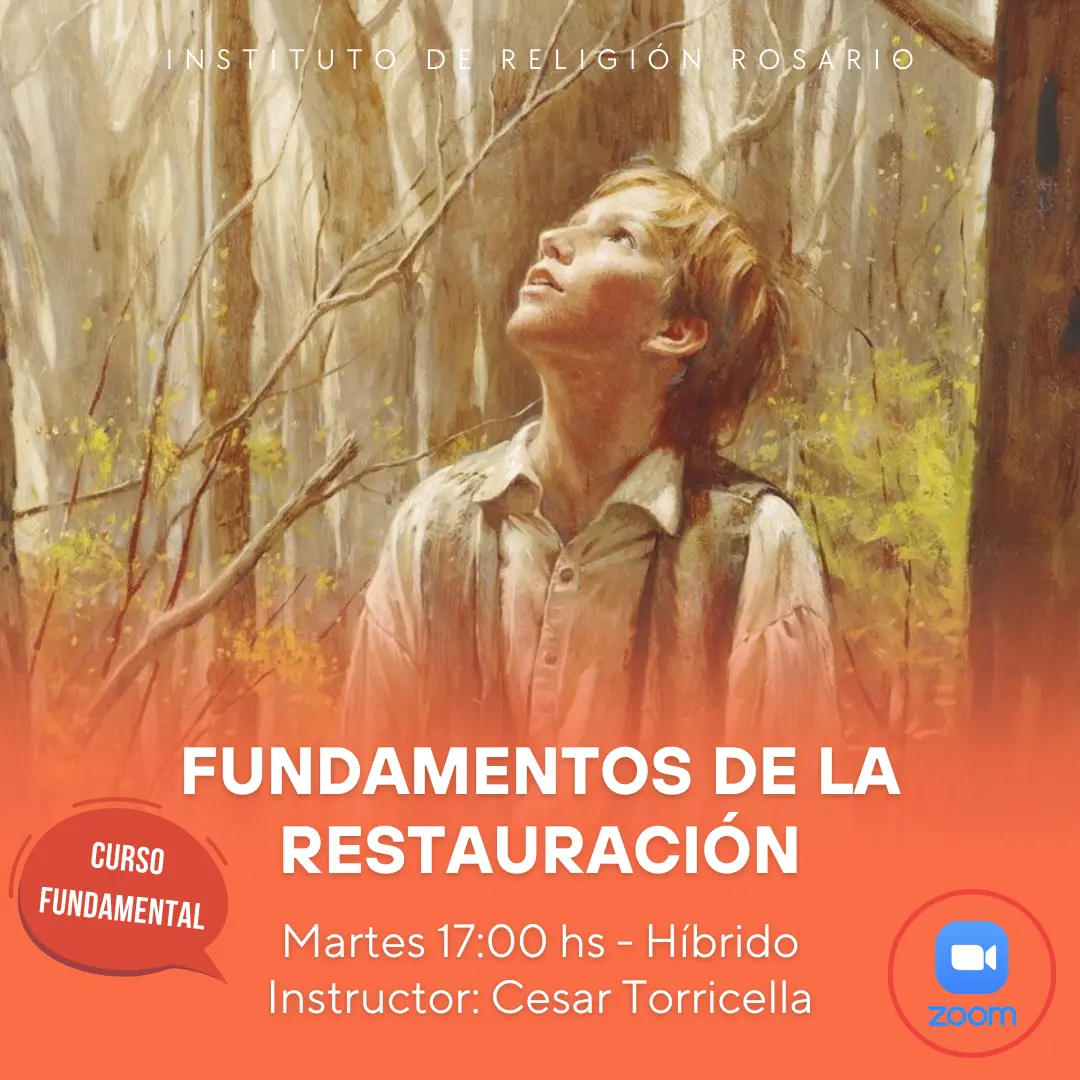 INSTITUTO DE RELIGIÓN ROSARIO
FUNDAMENTOS DE LA
RESTAURACIÓN
CURSO
FUNDAMENTAL
Martes 17:00 hs - Híbrido
Instructor: Cesar Torricella
zoom